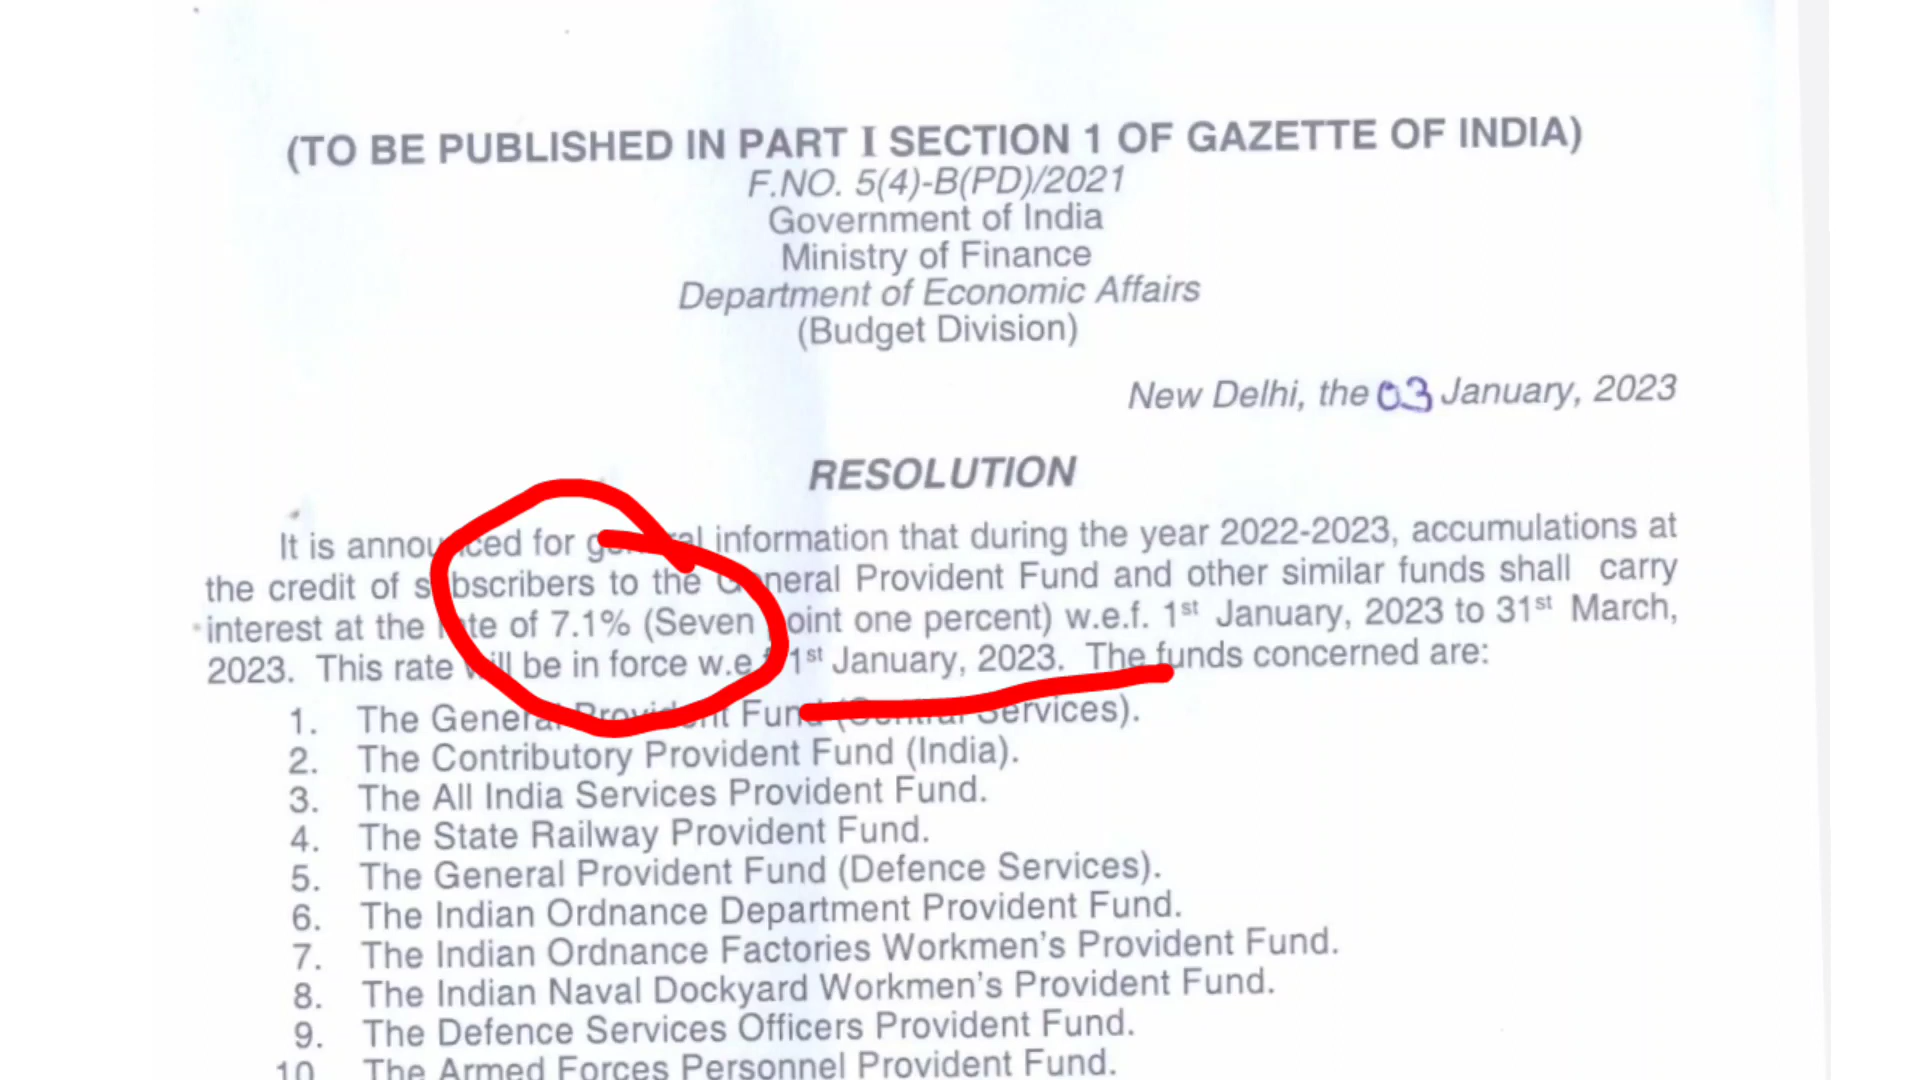 (TO BE PUBLISHED IN PART I SECTION 1 OF GAZETTE OF INDIA)
F.NO. 5(4)-B(PD)/2021
Government of India
Ministry of Finance
Department of Economic Affairs
(Budget Division)
New Delhi, the 03 January, 2023
RESOLUTION
It is announced for general information that during the year 2022-2023, accumulations at
the credit of subscribers to the General Provident Fund and other similar funds shall carry
interest at the rate of 7.1% (Seven point one percent) w.e.f. 1st January, 2023 to 31st March,
2023. This rate will be in force w.e.f. 1st January, 2023. The funds concerned are:
1. The General Provident Fund (Central Services).
2. The Contributory Provident Fund (India).
3. The All India Services Provident Fund.
4. The State Railway Provident Fund.
5. The General Provident Fund (Defence Services).
6. The Indian Ordnance Department Provident Fund.
7. The Indian Ordnance Factories Workmen's Provident Fund.
8. The Indian Naval Dockyard Workmen's Provident Fund.
9. The Defence Services Officers Provident Fund.
10. The Armed Forces Personnel Provident Fund.